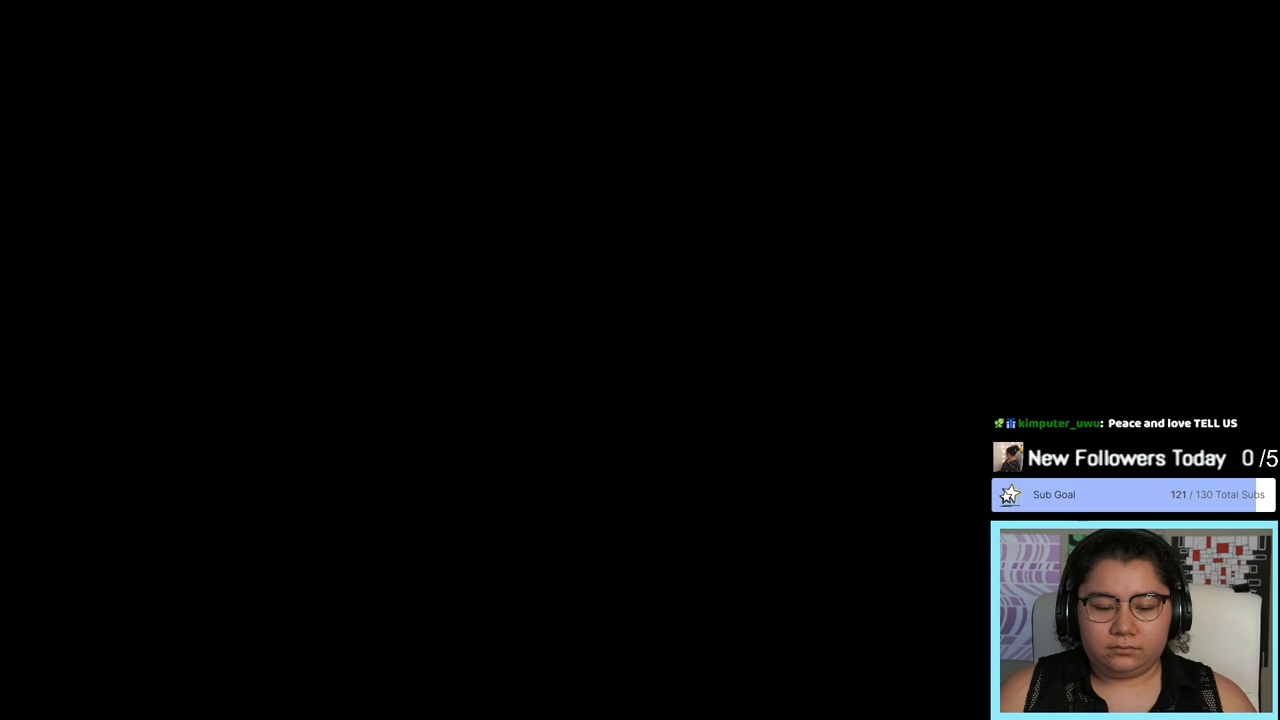 kimputer_uwu: Peace and love TELL US
New Followers Today 0 /5
Sub Goal 121 / 130 Total Subs